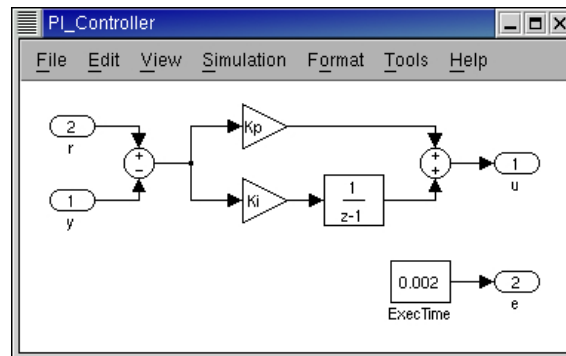 PI_Controller
File Edit View Simulation Format Tools Help
2
r
1
y
+
−
Kp
Ki
1
z-1
+
+
1
u
0.002
ExecTime
2
e